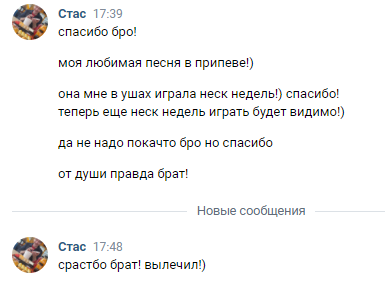 Стас 17:39
спасибо бро!
моя любимая песня в припеве!)
она мне в ушах играла неск недель!) спасибо!
теперь еще неск недель играть будет видимо!)
да не надо покачто бро но спасибо
от души правда брат!
Новые сообщения
Стас 17:48
срастбо брат! вылечил!)